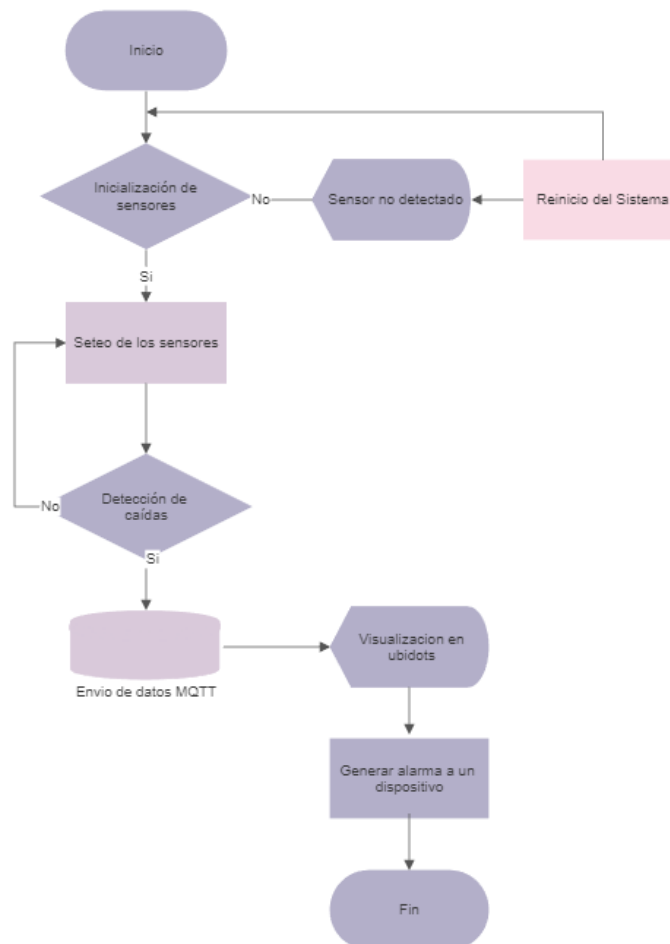 Inicio
Inicialización de
sensores
No
Sensor no detectado
Reinicio del Sistema
Si
Seteo de los sensores
Detección de
caídas
No
Si
Envio de datos MQTT
Visualizacion en
ubidots
Generar alarma a un
dispositivo
Fin